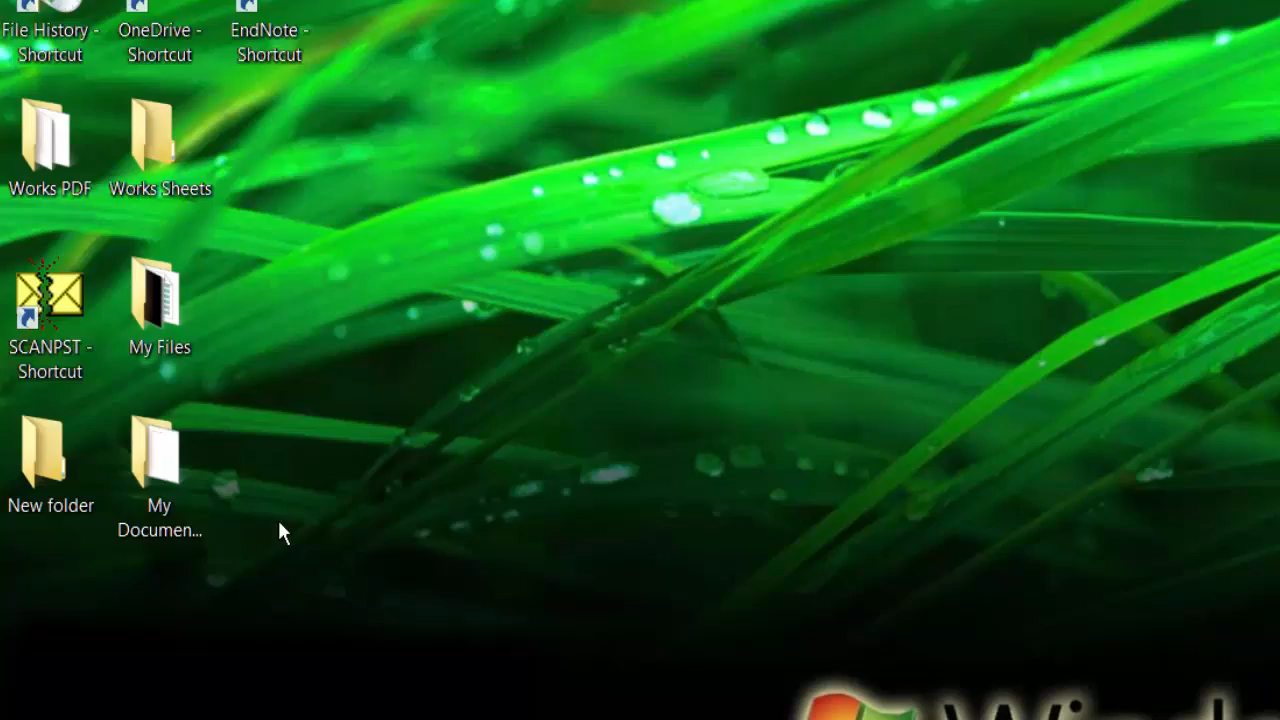 File History -
Shortcut
OneDrive -
Shortcut
EndNote -
Shortcut
Works PDF
Works Sheets
SCANPST -
Shortcut
My Files
New folder
My
Documen...